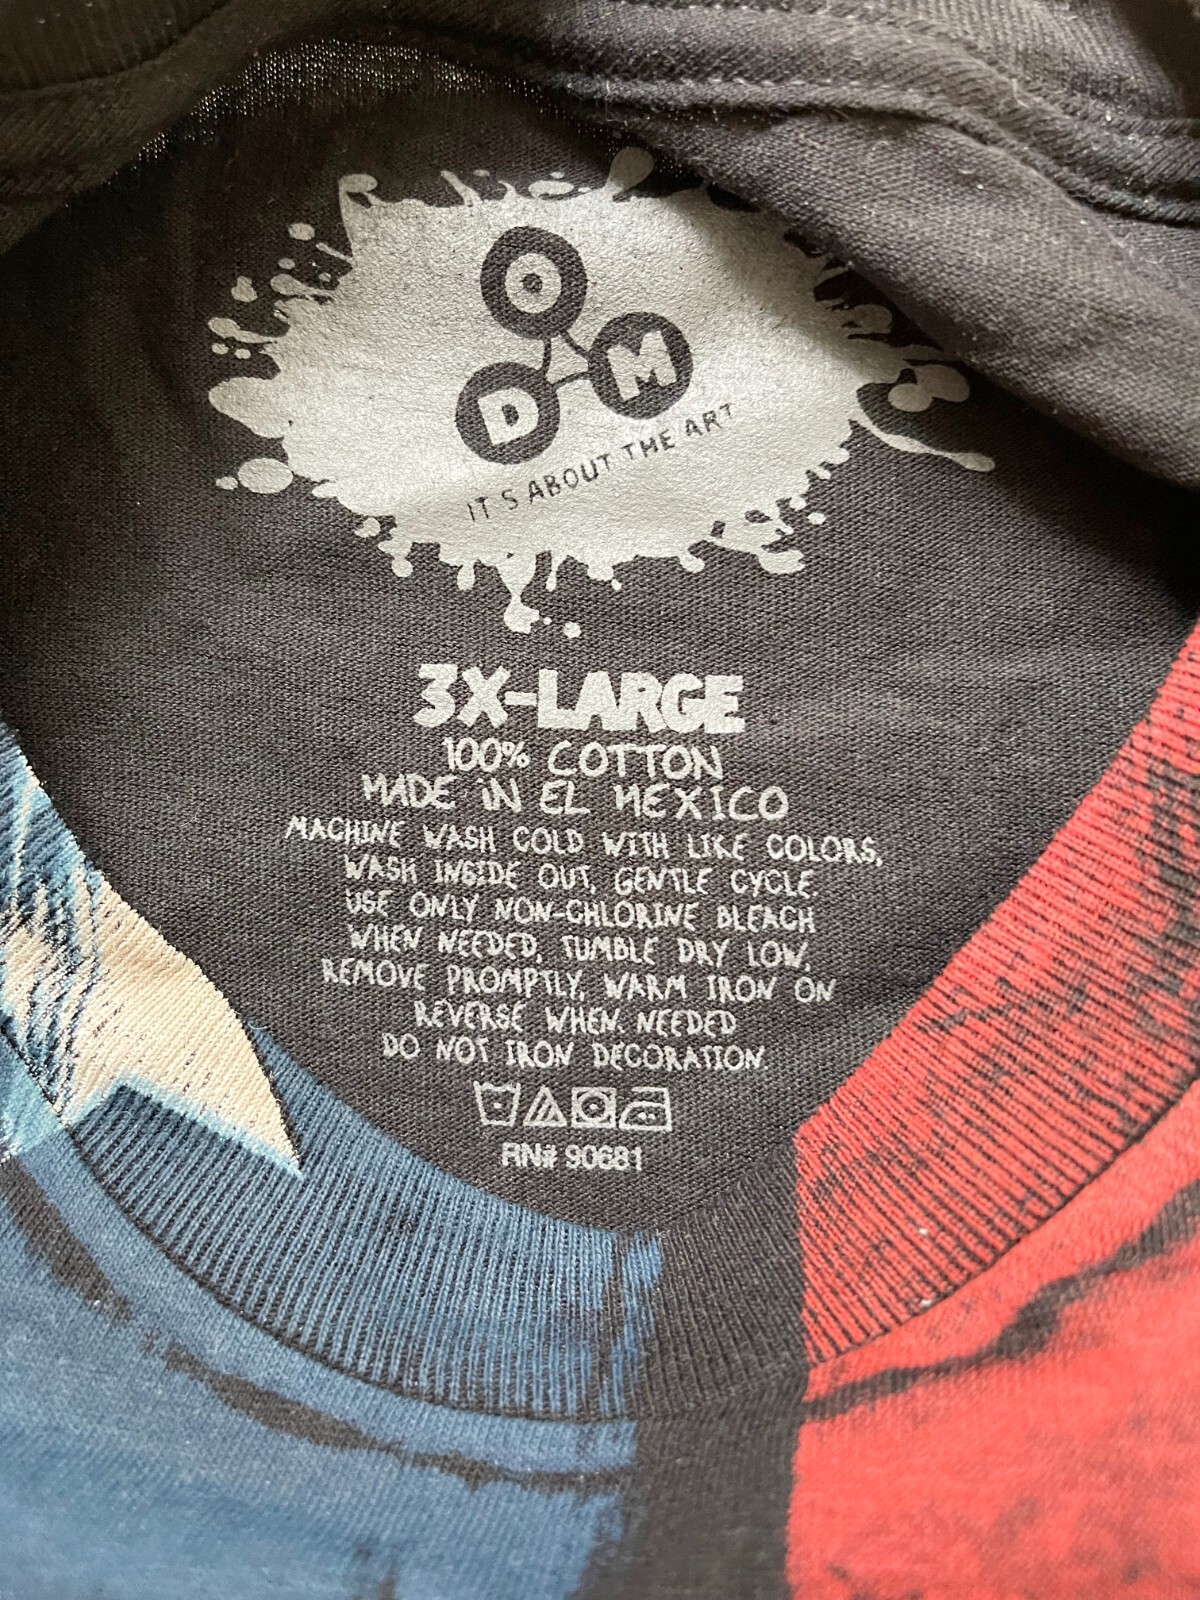 O
D M
IT'S ABOUT THE ART
3X-LARGE
100% COTTON
MADE IN EL MEXICO
MACHINE WASH COLD WITH LIKE COLORS,
WASH INSIDE OUT, GENTLE CYCLE.
USE ONLY NON-CHLORINE BLEACH
WHEN NEEDED, TUMBLE DRY LOW,
REMOVE PROMPTLY, WARM IRON ON
REVERSE WHEN NEEDED
DO NOT IRON DECORATION.
RN# 90681